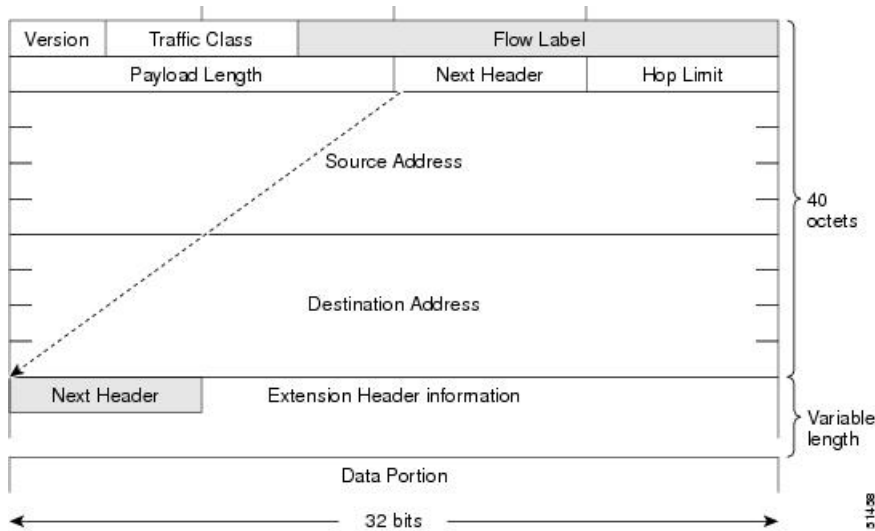 Version Traffic Class Flow Label
Payload Length Next Header Hop Limit
Source Address
40
octets
Destination Address
Next Header Extension Header information
Variable
length
Data Portion
32 bits
51458